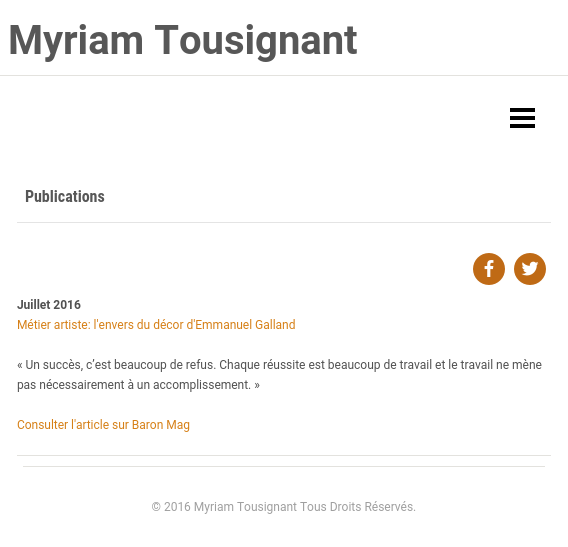 Myriam Tousignant
Publications
Juillet 2016
Métier artiste: l'envers du décor d'Emmanuel Galland
« Un succès, c’est beaucoup de refus. Chaque réussite est beaucoup de travail et le travail ne mène
pas nécessairement à un accomplissement. »
Consulter l'article sur Baron Mag
© 2016 Myriam Tousignant Tous Droits Réservés.